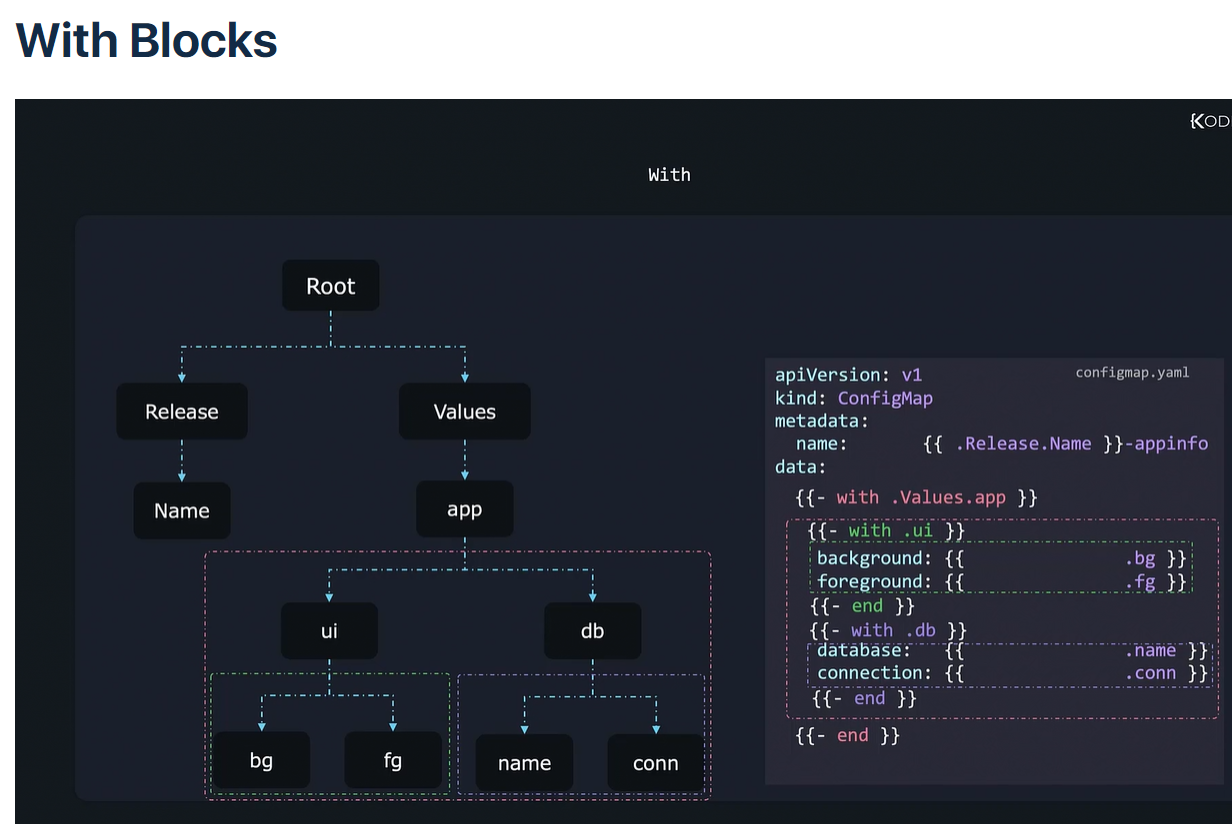 With Blocks
{KOD
With
Root
Release
Values
Name
app
ui
db
bg
fg
name
conn
configmap.yaml
apiVersion: v1
kind: ConfigMap
metadata:
  name: {{ .Release.Name }}-appinfo
data:
  {{- with .Values.app }}
    {{- with .ui }}
    background: {{ .bg }}
    foreground: {{ .fg }}
    {{- end }}
    {{- with .db }}
    database: {{ .name }}
    connection: {{ .conn }}
    {{- end }}
  {{- end }}